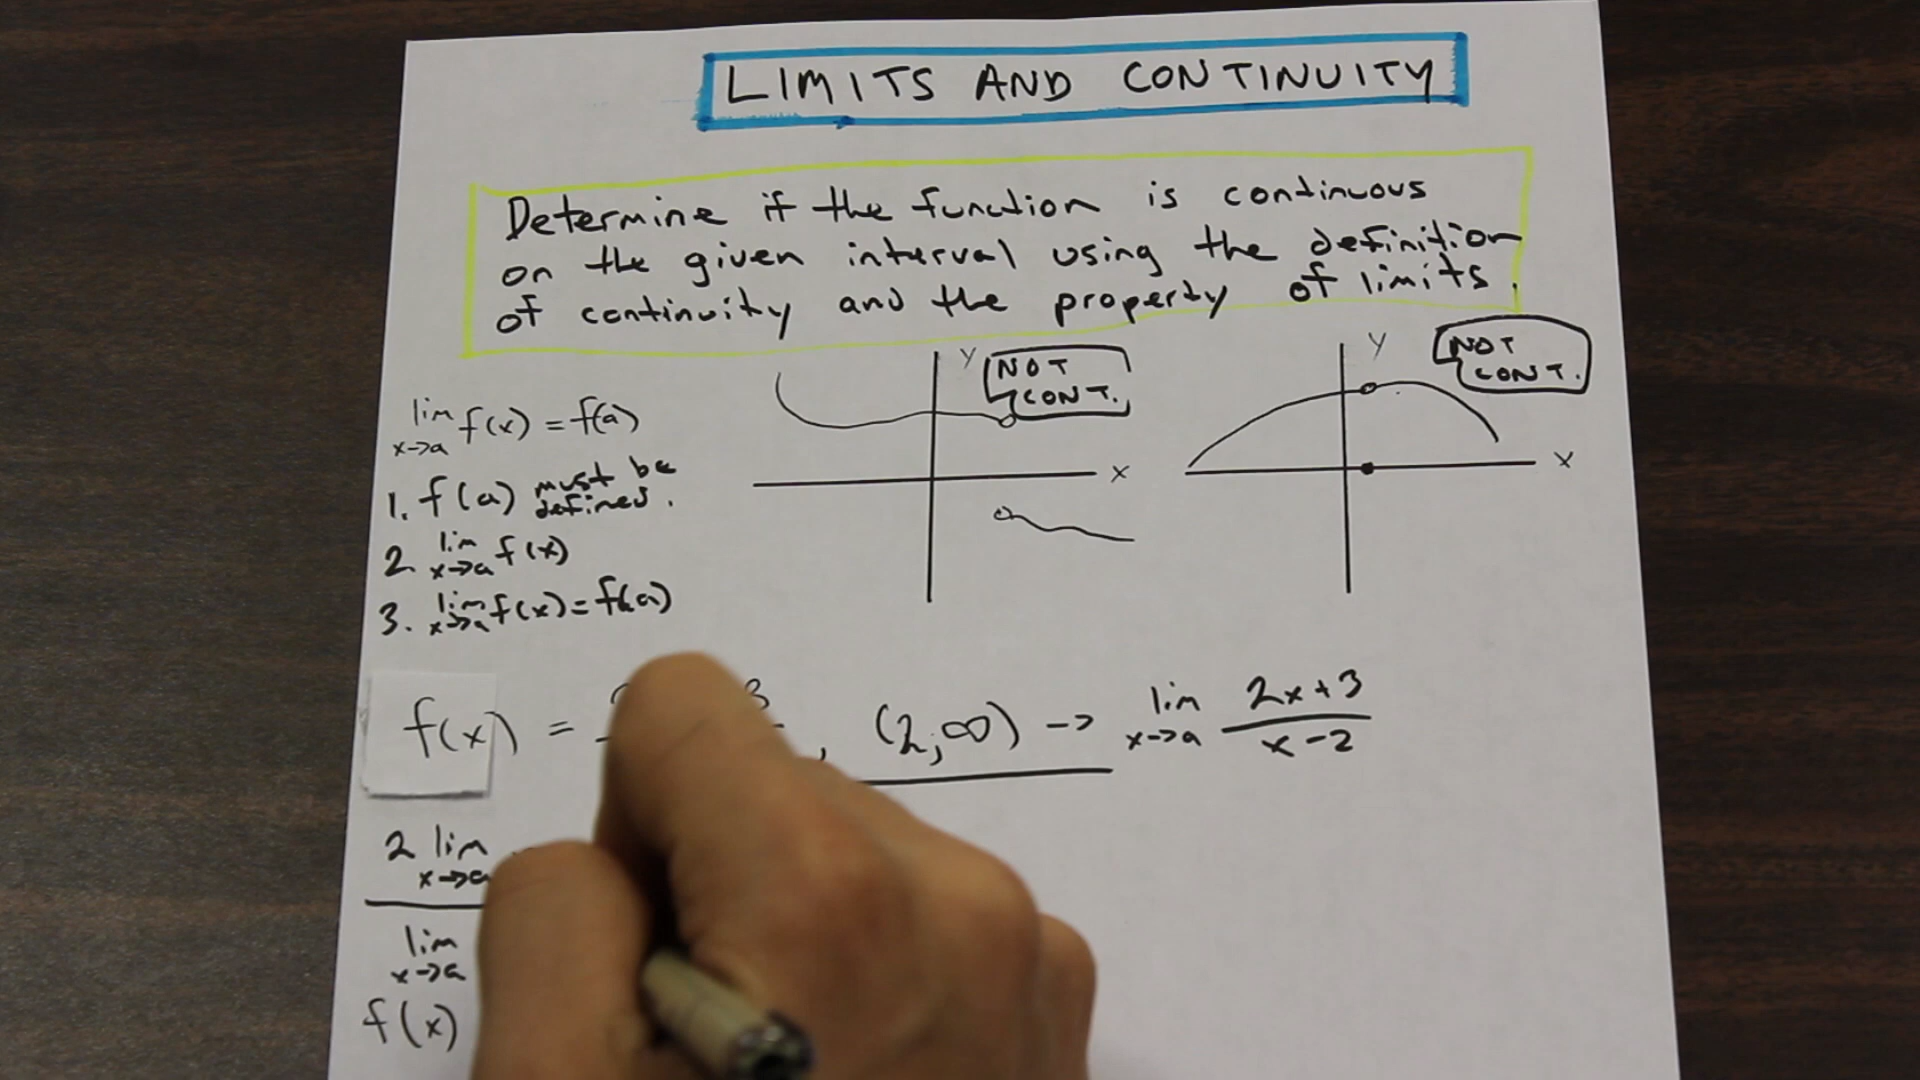 LIMITS AND CONTINUITY
Determine if the function is continuous
on the given interval using the definition
of continuity and the property of limits.
lim f(x) = f(a)
x→a
1. f(a) must be
defined.
2. lim f(x)
x→a
3. lim f(x) = f(a)
x→a
Y
NOT
CONT.
X
Y
NOT
CONT.
X
f(x) = 3 , (2,∞) → lim 2x+3
x→a x-2
2 lim
x→a
lim
x→a
f(x)